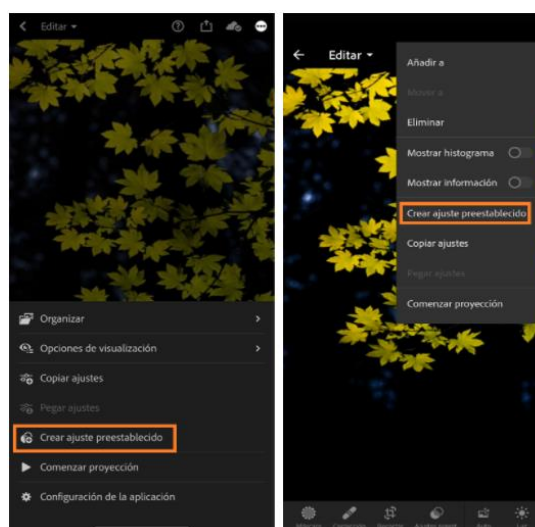 Editar
Organizar
Opciones de visualización
Copiar ajustes
Pegar ajustes
Crear ajuste preestablecido
Comenzar proyección
Configuración de la aplicación
Editar
Añadir a
Mover a
Eliminar
Mostrar histograma
Mostrar información
Crear ajuste preestablecido
Copiar ajustes
Pegar ajustes
Comenzar proyección